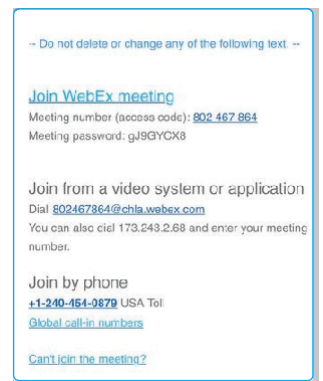 -- Do not delete or change any of the following text. --
Join WebEx meeting
Meeting number (access code): 802 467 864
Meeting password: gJ9GYCX8
Join from a video system or application
Dial 802467864@chla.webex.com
You can also dial 173.243.2.68 and enter your meeting
number.
Join by phone
+1-240-454-0879 USA Toll
Global call-in numbers
Can't join the meeting?